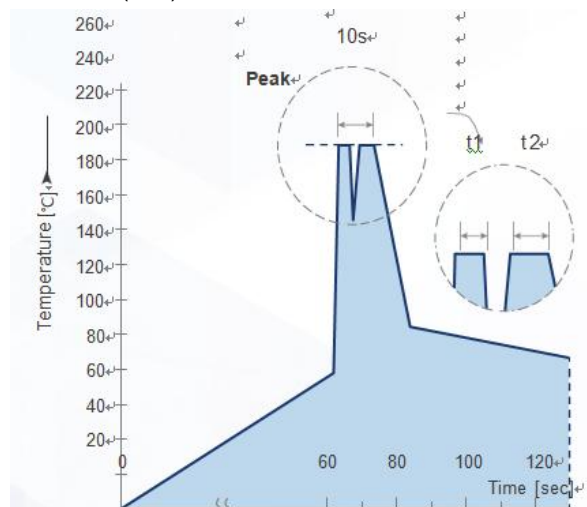 260↵
240↵
220↵
200↵
180↵
160↵
140↵
120↵
100↵
80↵
60↵
40↵
20↵
Temperature [℃]↵
10s↵
Peak↵
t1 t2↵
0 60 80 100 120↵
Time [sec]↵